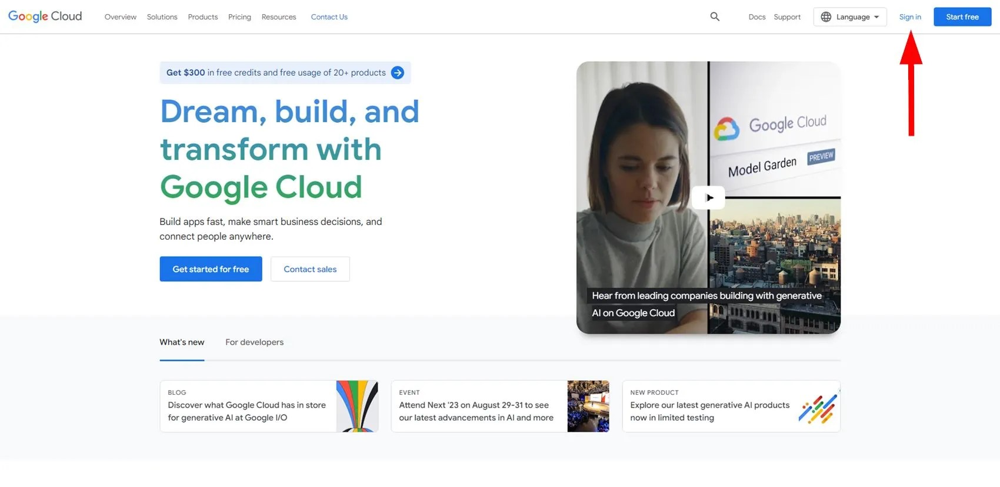 Google Cloud Overview Solutions Products Pricing Resources Contact Us Docs Support Language Sign in Start free
Get $300 in free credits and free usage of 20+ products
Dream, build, and
transform with
Google Cloud
Build apps fast, make smart business decisions, and
connect people anywhere.
Get started for free Contact sales
Google Cloud
Model Garden PREVIEW
Hear from leading companies building with generative
AI on Google Cloud
What's new For developers
BLOG
Discover what Google Cloud has in store
for generative AI at Google I/O
EVENT
Attend Next '23 on August 29-31 to see
our latest advancements in AI and more
NEW PRODUCT
Explore our latest generative AI products
now in limited testing